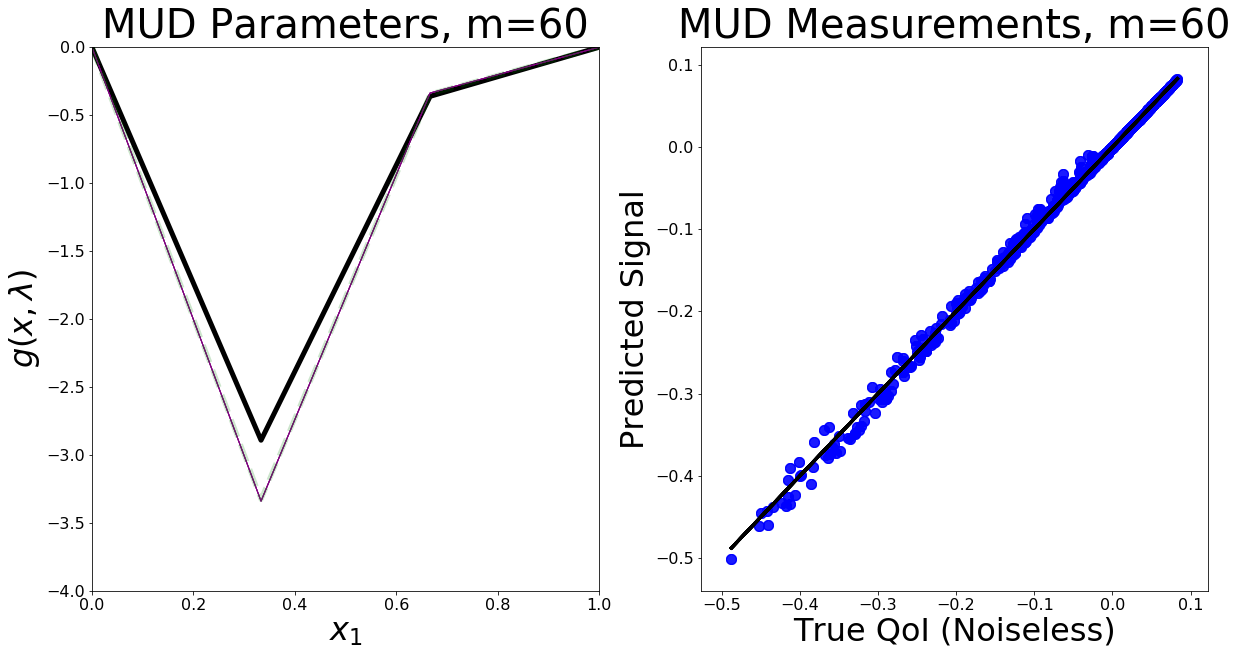 MUD Parameters, m=60
0.0
−0.5
−1.0
−1.5
−2.0
−2.5
−3.0
−3.5
−4.0
g(x, λ)
0.0 0.2 0.4 0.6 0.8 1.0
x₁
MUD Measurements, m=60
0.1
0.0
−0.1
−0.2
−0.3
−0.4
−0.5
Predicted Signal
−0.5 −0.4 −0.3 −0.2 −0.1 0.0 0.1
True QoI (Noiseless)